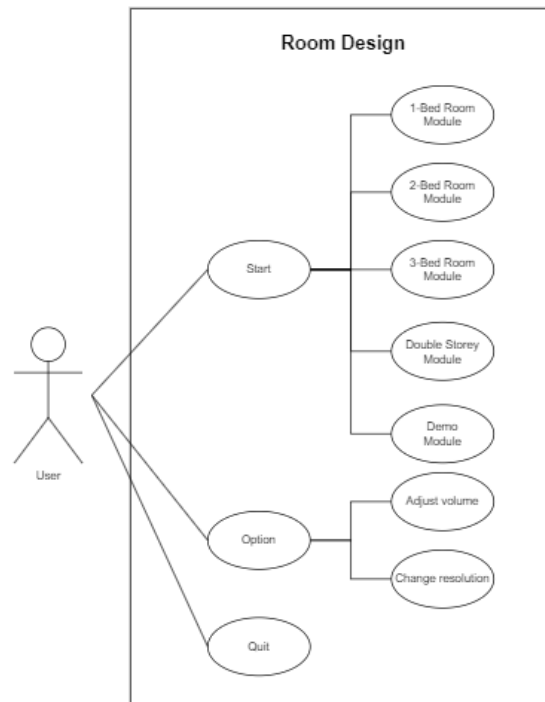 Room Design
1-Bed Room
Module
2-Bed Room
Module
Start
3-Bed Room
Module
Double Storey
Module
User
Demo
Module
Adjust volume
Option
Change resolution
Quit